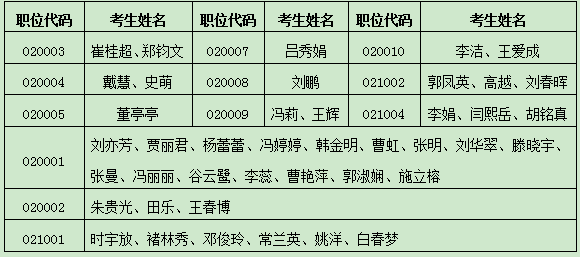 职位代码 考生姓名 职位代码 考生姓名 职位代码 考生姓名
020003 崔桂超、郑钧文 020007 吕秀娟 020010 李洁、王爱成
020004 戴慧、史萌 020008 刘鹏 021002 郭凤英、高越、刘春晖
020005 董亭亭 020009 冯莉、王辉 021004 李娟、闫熙岳、胡铭真
020001 刘亦芳、贾丽君、杨蕾蕾、冯婷婷、韩金明、曹虹、张明、刘华翠、滕晓宇、
张曼、冯丽丽、谷云鹭、李蕊、曹艳萍、郭淑娴、施立榕
020002 朱贵光、田乐、王春博
021001 时宇放、褚林秀、邓俊玲、常兰英、姚洋、白春梦